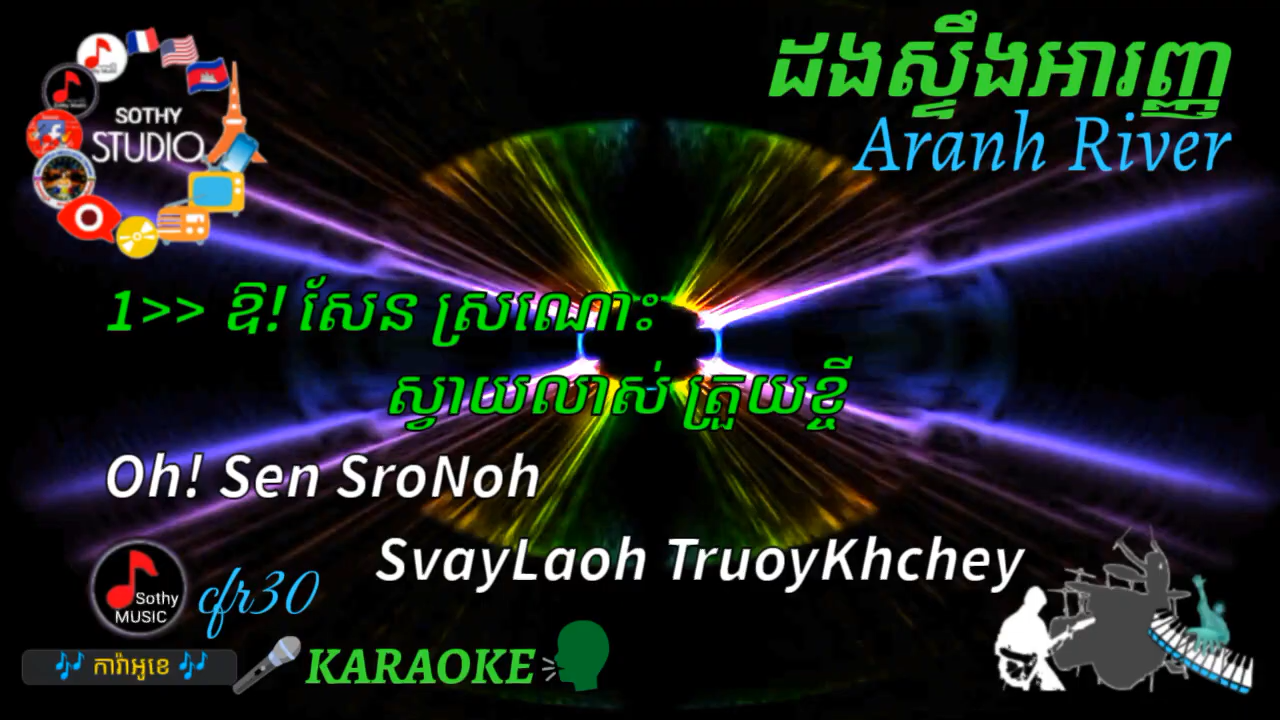 SOTHY
STUDIO
ដងស្ទឹងអារញ្ញ
Aranh River
1>> ឱ! សែន ស្រណោះ
ស្វាយលាស់ ត្រួយខ្ចី
Oh! Sen SroNoh
SvayLaoh TruoyKhchey
Sothy
MUSIC
cfr30
🎶 ការ៉ាអូខេ 🎶
KARAOKE